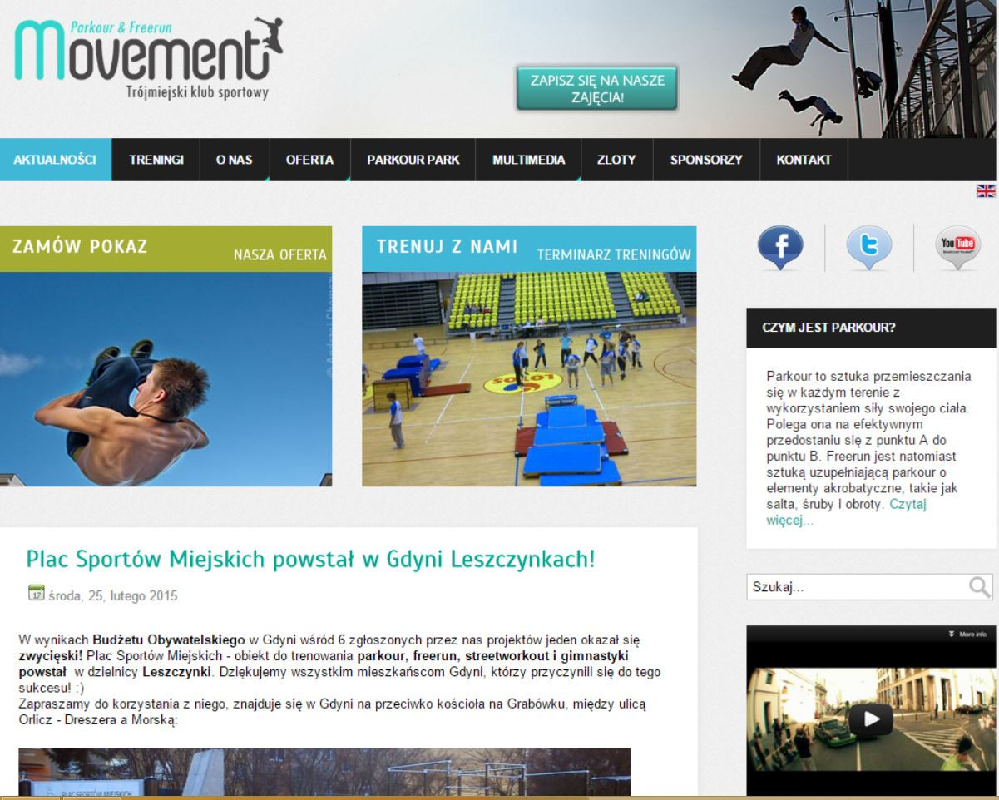 Parkour & Freerun
Movement
Trójmiejski klub sportowy
ZAPISZ SIĘ NA NASZE
ZAJĘCIA!
AKTUALNOŚCI
TRENINGI
O NAS
OFERTA
PARKOUR PARK
MULTIMEDIA
ZLOTY
SPONSORZY
KONTAKT
ZAMÓW POKAZ
NASZA OFERTA
TRENUJ Z NAMI
TERMINARZ TRENINGÓW
LOTOS
You Tube
CZYM JEST PARKOUR?
Parkour to sztuka przemieszczania
się w każdym terenie z
wykorzystaniem siły swojego ciała.
Polega ona na efektywnym
przedostaniu się z punktu A do
punktu B. Freerun jest natomiast
sztuką uzupełniającą parkour o
elementy akrobatyczne, takie jak
salta, śruby i obroty. Czytaj
więcej...
Szukaj...
More info
Plac Sportów Miejskich powstał w Gdyni Leszczynkach!
17
środa, 25, lutego 2015
W wynikach Budżetu Obywatelskiego w Gdyni wśród 6 zgłoszonych przez nas projektów jeden okazał się
zwycięski! Plac Sportów Miejskich - obiekt do trenowania parkour, freerun, streetworkout i gimnastyki
powstał w dzielnicy Leszczynki. Dziękujemy wszystkim mieszkańscom Gdyni, którzy przyczynili się do tego
sukcesu! :)
Zapraszamy do korzystania z niego, znajduje się w Gdyni na przeciwko kościoła na Grabówku, między ulicą
Orlicz - Dreszera a Morską:
PLAC SPORTÓW MIEJSKICH